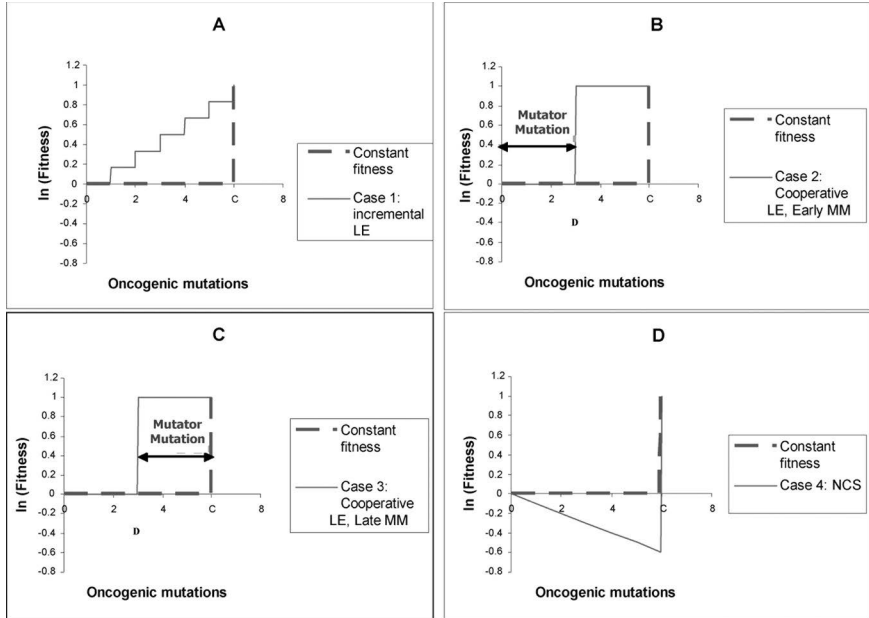 A
ln (Fitness)
1.2
1
0.8
0.6
0.4
0.2
0
-0.2
-0.4
-0.6
-0.8
0 2 4 C 8
Oncogenic mutations
Constant
fitness
Case 1:
incremental
LE
B
ln (Fitness)
1.2
1
0.8
0.6
0.4
0.2
0
-0.2
-0.4
-0.6
-0.8
Mutator
Mutation
0 2 4 C 8
D
Oncogenic mutations
Constant
fitness
Case 2:
Cooperative
LE, Early MM
C
ln (Fitness)
1.2
1
0.8
0.6
0.4
0.2
0
-0.2
-0.4
-0.6
-0.8
Mutator
Mutation
0 2 4 C 8
D
Oncogenic mutations
Constant
fitness
Case 3:
Cooperative
LE, Late MM
D
ln (Fitness)
1.2
1
0.8
0.6
0.4
0.2
0
-0.2
-0.4
-0.6
-0.8
0 2 4 C 8
Oncogenic mutations
Constant
fitness
Case 4: NCS